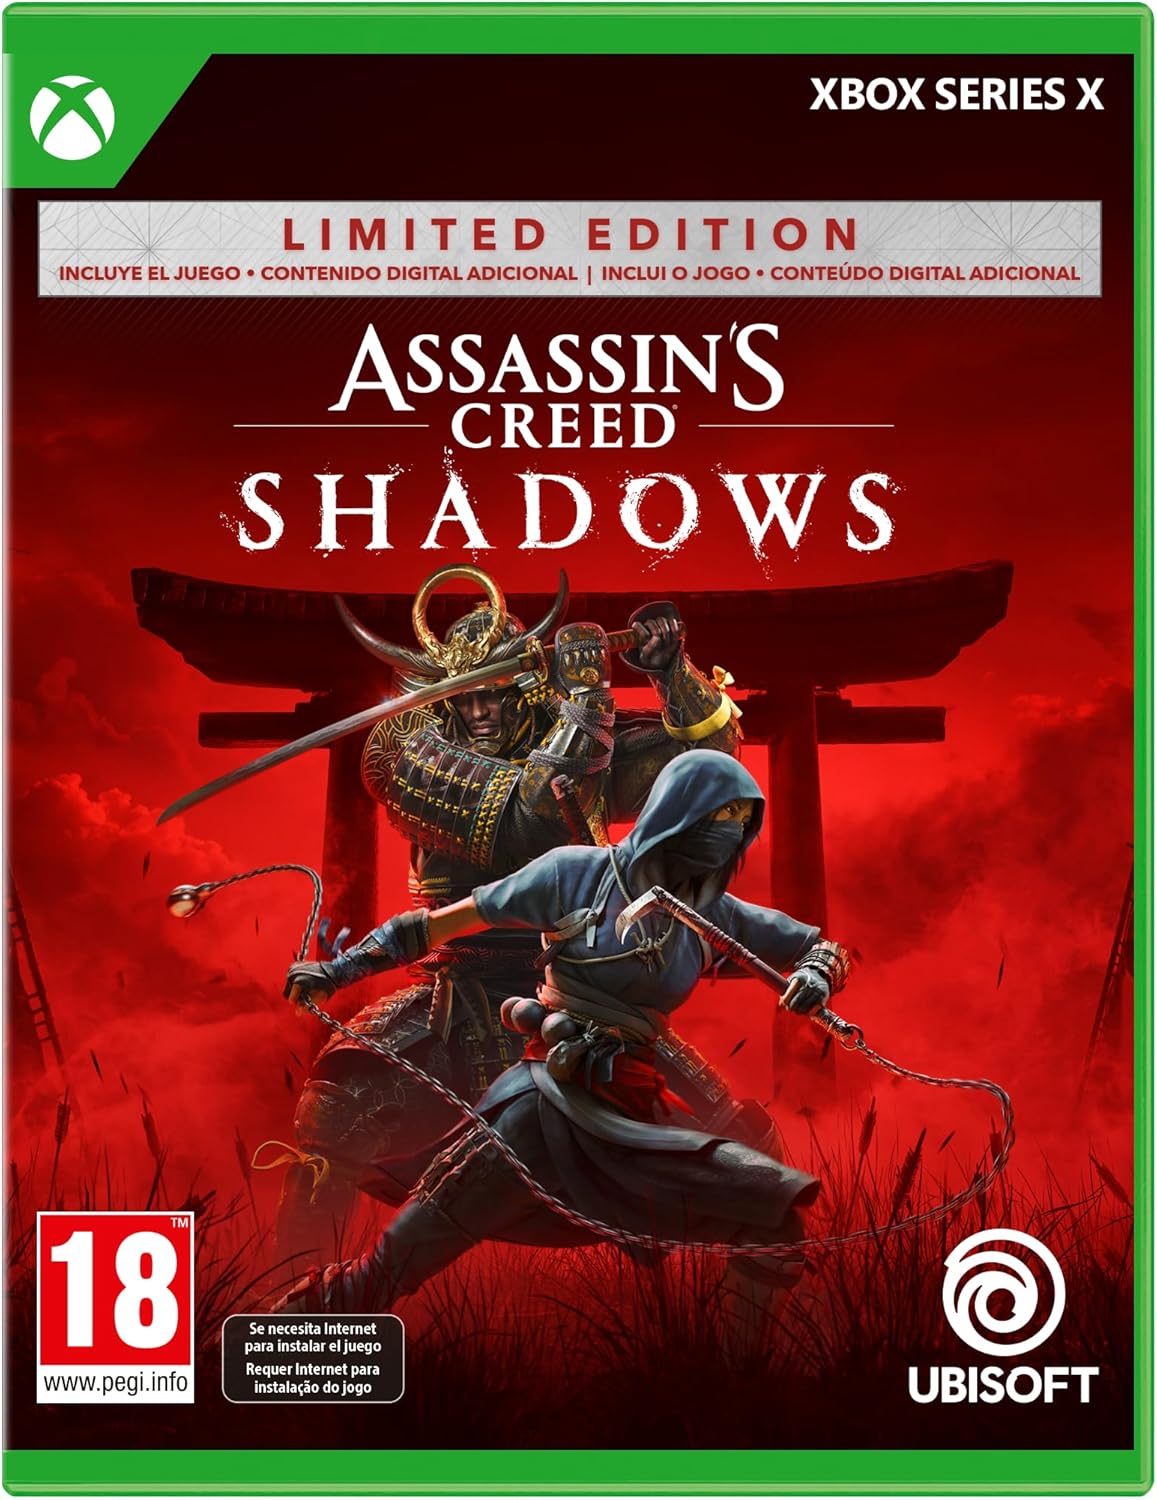 XBOX SERIES X
LIMITED EDITION
INCLUYE EL JUEGO • CONTENIDO DIGITAL ADICIONAL | INCLUI O JOGO • CONTEÚDO DIGITAL ADICIONAL
ASSASSIN'S
CREED®
SHADOWS
18™
www.pegi.info
Se necesita Internet
para instalar el juego
Requer Internet para
instalação do jogo
UBISOFT